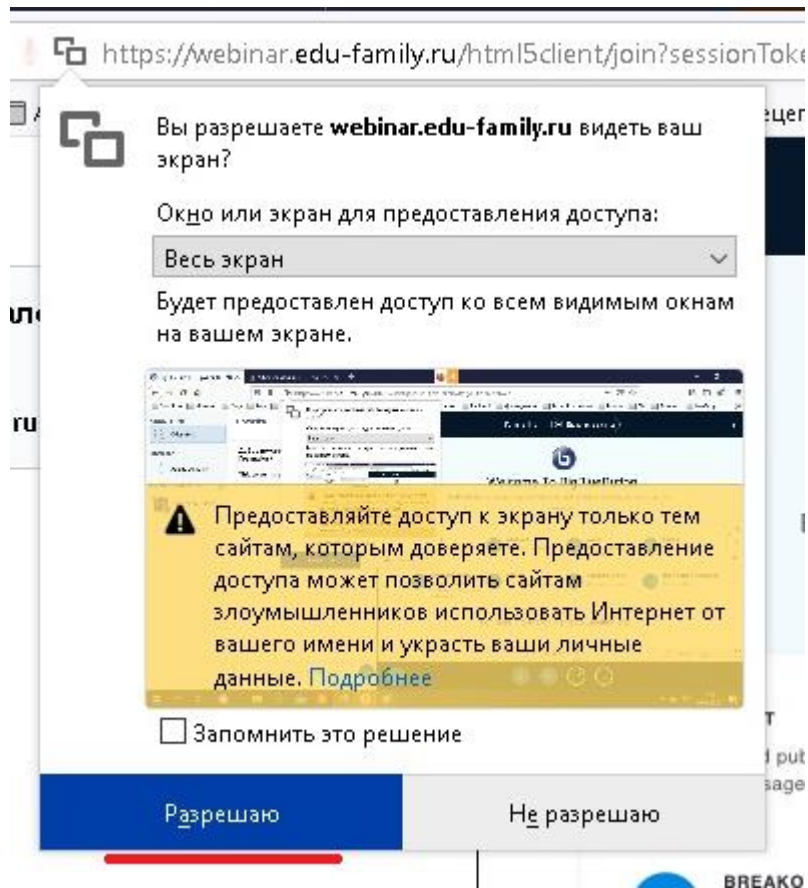 https://webinar.edu-family.ru/html5client/join?sessionToke
Вы разрешаете webinar.edu-family.ru видеть ваш
экран?
Окно или экран для предоставления доступа:
Весь экран
Будет предоставлен доступ ко всем видимым окнам
на вашем экране.
ru
Предоставляйте доступ к экрану только тем
сайтам, которым доверяете. Предоставление
доступа может позволить сайтам
злоумышленников использовать Интернет от
вашего имени и украсть ваши личные
данные. Подробнее
Запомнить это решение
Разрешаю
Не разрешаю
BREAKO